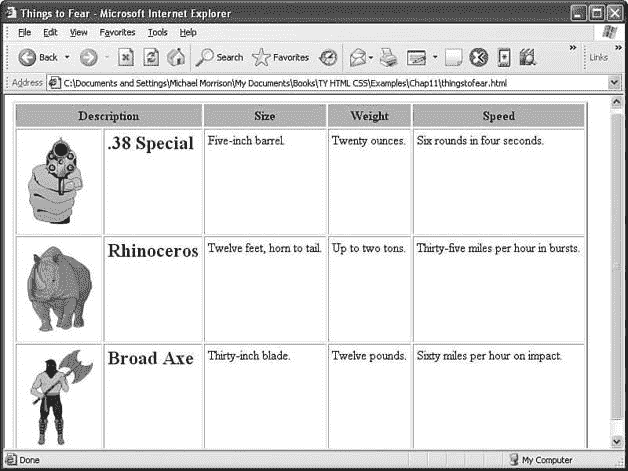 Things to Fear - Microsoft Internet Explorer
File Edit View Favorites Tools Help
Back Search Favorites » Links »
Address C:\Documents and Settings\Michael Morrison\My Documents\Books\TY HTML CSS\Examples\Chap11\thingstofear.html
Description Size Weight Speed
.38 Special Five-inch barrel. Twenty ounces. Six rounds in four seconds.
Rhinoceros Twelve feet, horn to tail. Up to two tons. Thirty-five miles per hour in bursts.
Broad Axe Thirty-inch blade. Twelve pounds. Sixty miles per hour on impact.
Done My Computer